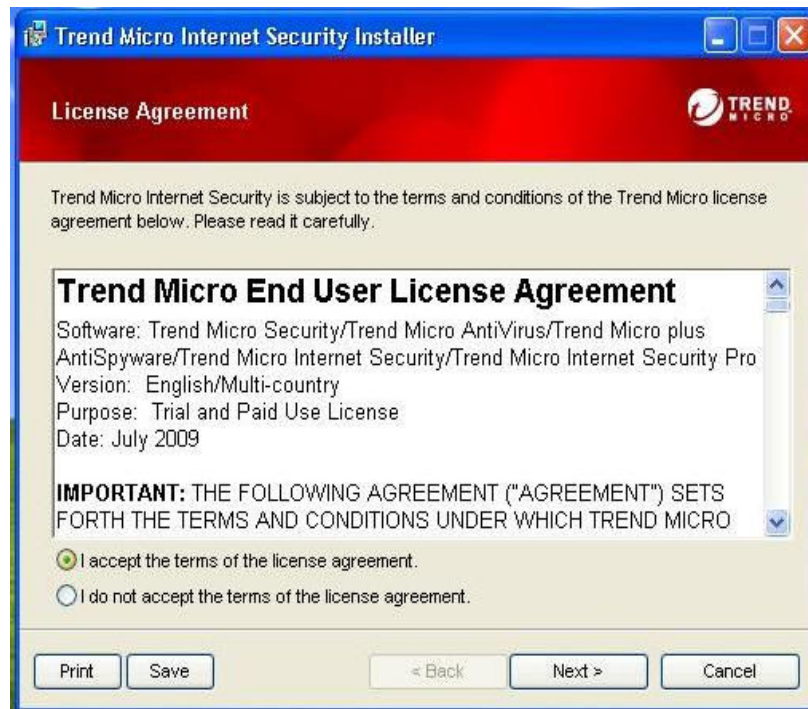 Trend Micro Internet Security Installer
License Agreement
TREND
MICRO
Trend Micro Internet Security is subject to the terms and conditions of the Trend Micro license
agreement below. Please read it carefully.
Trend Micro End User License Agreement
Software: Trend Micro Security/Trend Micro AntiVirus/Trend Micro plus
AntiSpyware/Trend Micro Internet Security/Trend Micro Internet Security Pro
Version: English/Multi-country
Purpose: Trial and Paid Use License
Date: July 2009
IMPORTANT: THE FOLLOWING AGREEMENT ("AGREEMENT") SETS
FORTH THE TERMS AND CONDITIONS UNDER WHICH TREND MICRO
I accept the terms of the license agreement.
I do not accept the terms of the license agreement.
Print Save < Back Next > Cancel